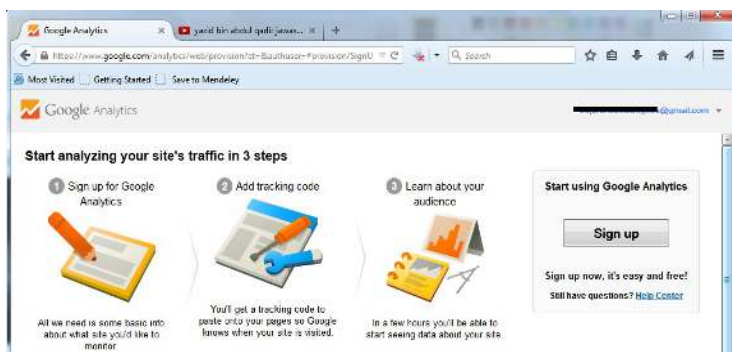 Google Analytics
yazid bin abdul qadir jawas...
https://www.google.com/analytics/web/provision?et=&authuser=#provision/SignU
Search
Most Visited
Getting Started
Save to Mendeley
Google Analytics
@gmail.com
Start analyzing your site's traffic in 3 steps
1 Sign up for Google
Analytics
All we need is some basic info
about what site you'd like to
monitor.
2 Add tracking code
You'll get a tracking code to
paste onto your pages so Google
knows when your site is visited.
3 Learn about your
audience
In a few hours you'll be able to
start seeing data about your site.
Start using Google Analytics
Sign up
Sign up now, it's easy and free!
Still have questions? Help Center